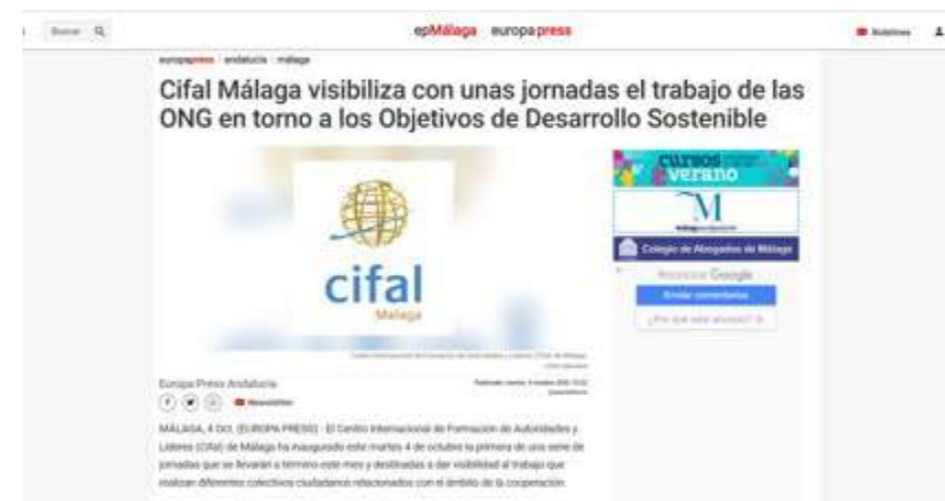 Buscar
epMálaga europa press
Boletines
europapress / andalucía / málaga
Cifal Málaga visibiliza con unas jornadas el trabajo de las
ONG en torno a los Objetivos de Desarrollo Sostenible
cursos
verano
M
Colegio de Abogados de Málaga
cifal
Malaga
Anuncios Google
Enviar comentarios
¿Por qué este anuncio?
Europa Press Andalucía
Newsletter
MÁLAGA, 4 Oct. (EUROPA PRESS) - El Centro Internacional de Formación de Autoridades y
Líderes (Cifal) de Málaga ha inaugurado este martes 4 de octubre la primera de una serie de
jornadas que se llevarán a término este mes y destinadas a dar visibilidad al trabajo que
realizan diferentes colectivos ciudadanos relacionados con el ámbito de la cooperación